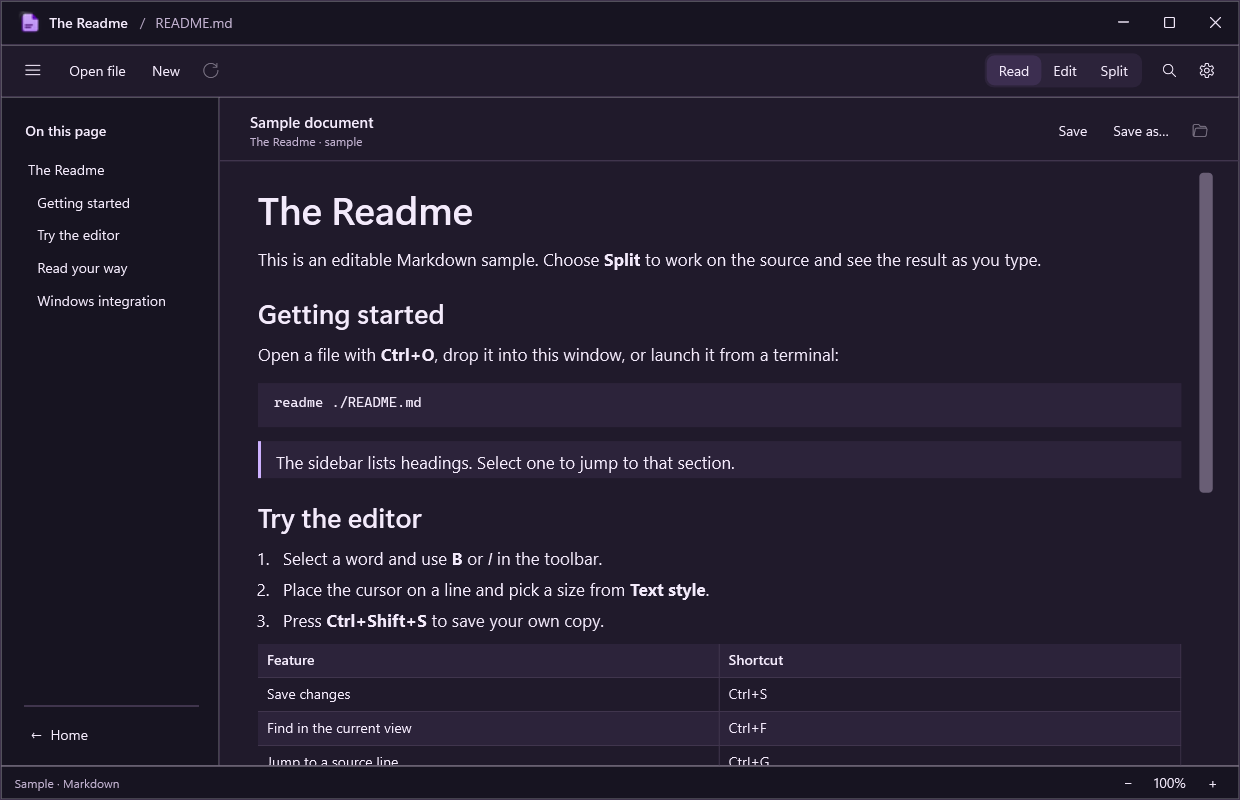 The Readme / README.md
Open file New
Read Edit Split
On this page
The Readme
Getting started
Try the editor
Read your way
Windows integration
← Home
Sample document
The Readme · sample
Save Save as...
The Readme
This is an editable Markdown sample. Choose Split to work on the source and see the result as you type.
Getting started
Open a file with Ctrl+O, drop it into this window, or launch it from a terminal:
readme ./README.md
The sidebar lists headings. Select one to jump to that section.
Try the editor
1. Select a word and use B or I in the toolbar.
2. Place the cursor on a line and pick a size from Text style.
3. Press Ctrl+Shift+S to save your own copy.
Feature Shortcut
Save changes Ctrl+S
Find in the current view Ctrl+F
Jump to a source line Ctrl+G
Sample · Markdown
− 100% +